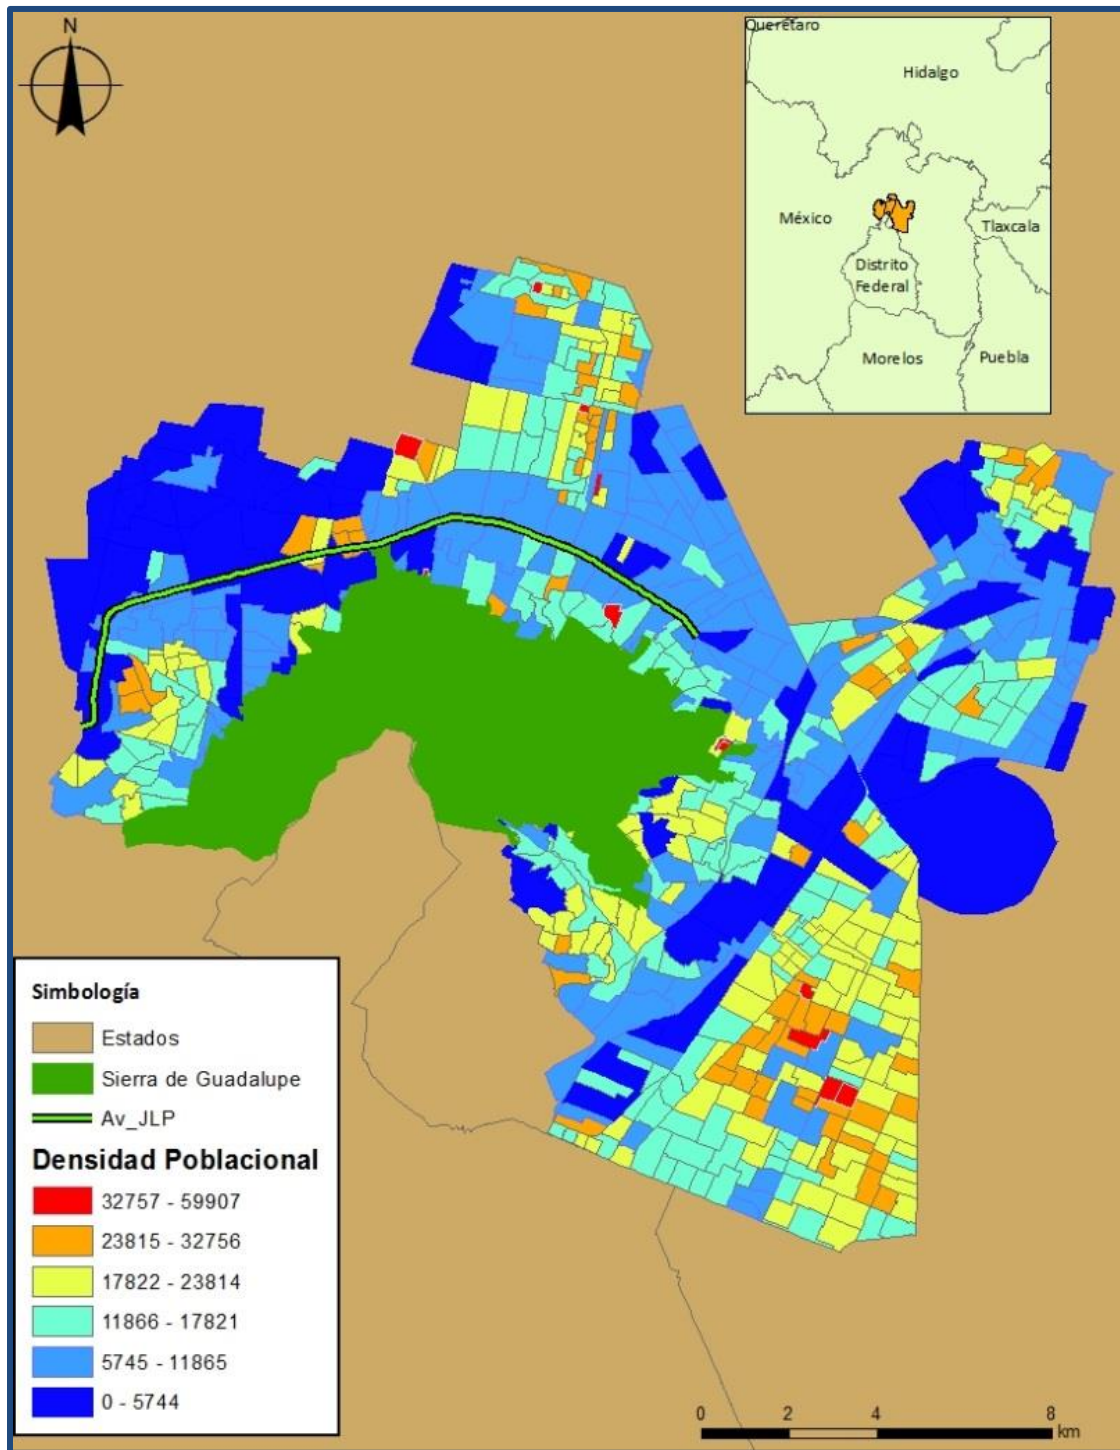 N
Querétaro
Hidalgo
México
Tlaxcala
Distrito
Federal
Morelos
Puebla
Simbología
Estados
Sierra de Guadalupe
Av_JLP
Densidad Poblacional
32757 - 59907
23815 - 32756
17822 - 23814
11866 - 17821
5745 - 11865
0 - 5744
0 2 4 8
km